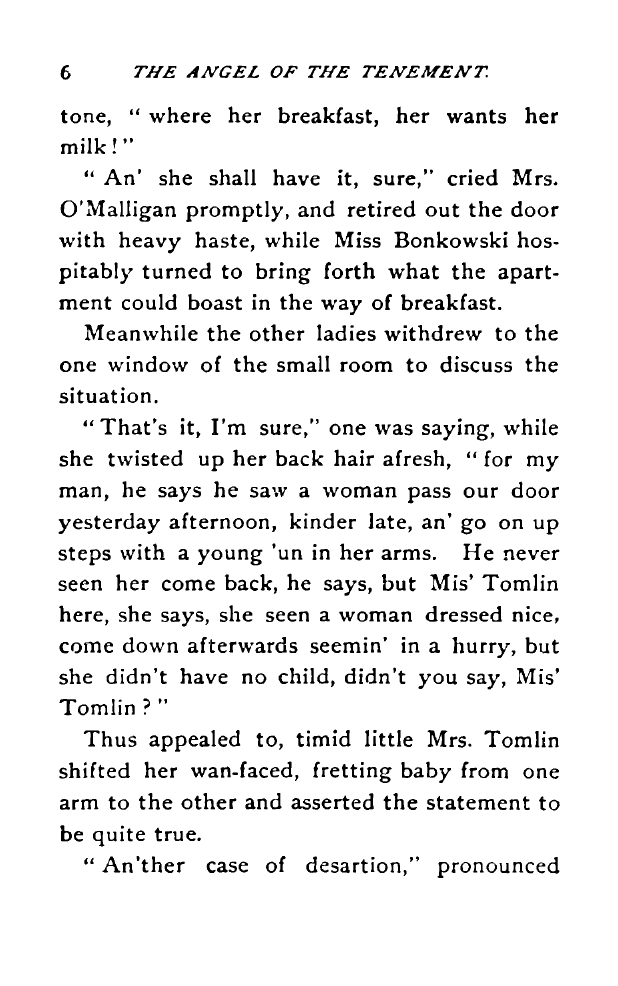 6 THE ANGEL OF THE TENEMENT.
tone, “ where her breakfast, her wants her
milk ! ”
“ An' she shall have it, sure,” cried Mrs.
O'Malligan promptly, and retired out the door
with heavy haste, while Miss Bonkowski hos-
pitably turned to bring forth what the apart-
ment could boast in the way of breakfast.
Meanwhile the other ladies withdrew to the
one window of the small room to discuss the
situation.
“ That's it, I'm sure,” one was saying, while
she twisted up her back hair afresh, “ for my
man, he says he saw a woman pass our door
yesterday afternoon, kinder late, an' go on up
steps with a young 'un in her arms. He never
seen her come back, he says, but Mis' Tomlin
here, she says, she seen a woman dressed nice,
come down afterwards seemin' in a hurry, but
she didn't have no child, didn't you say, Mis'
Tomlin ? ”
Thus appealed to, timid little Mrs. Tomlin
shifted her wan-faced, fretting baby from one
arm to the other and asserted the statement to
be quite true.
“ An'ther case of desartion,” pronounced